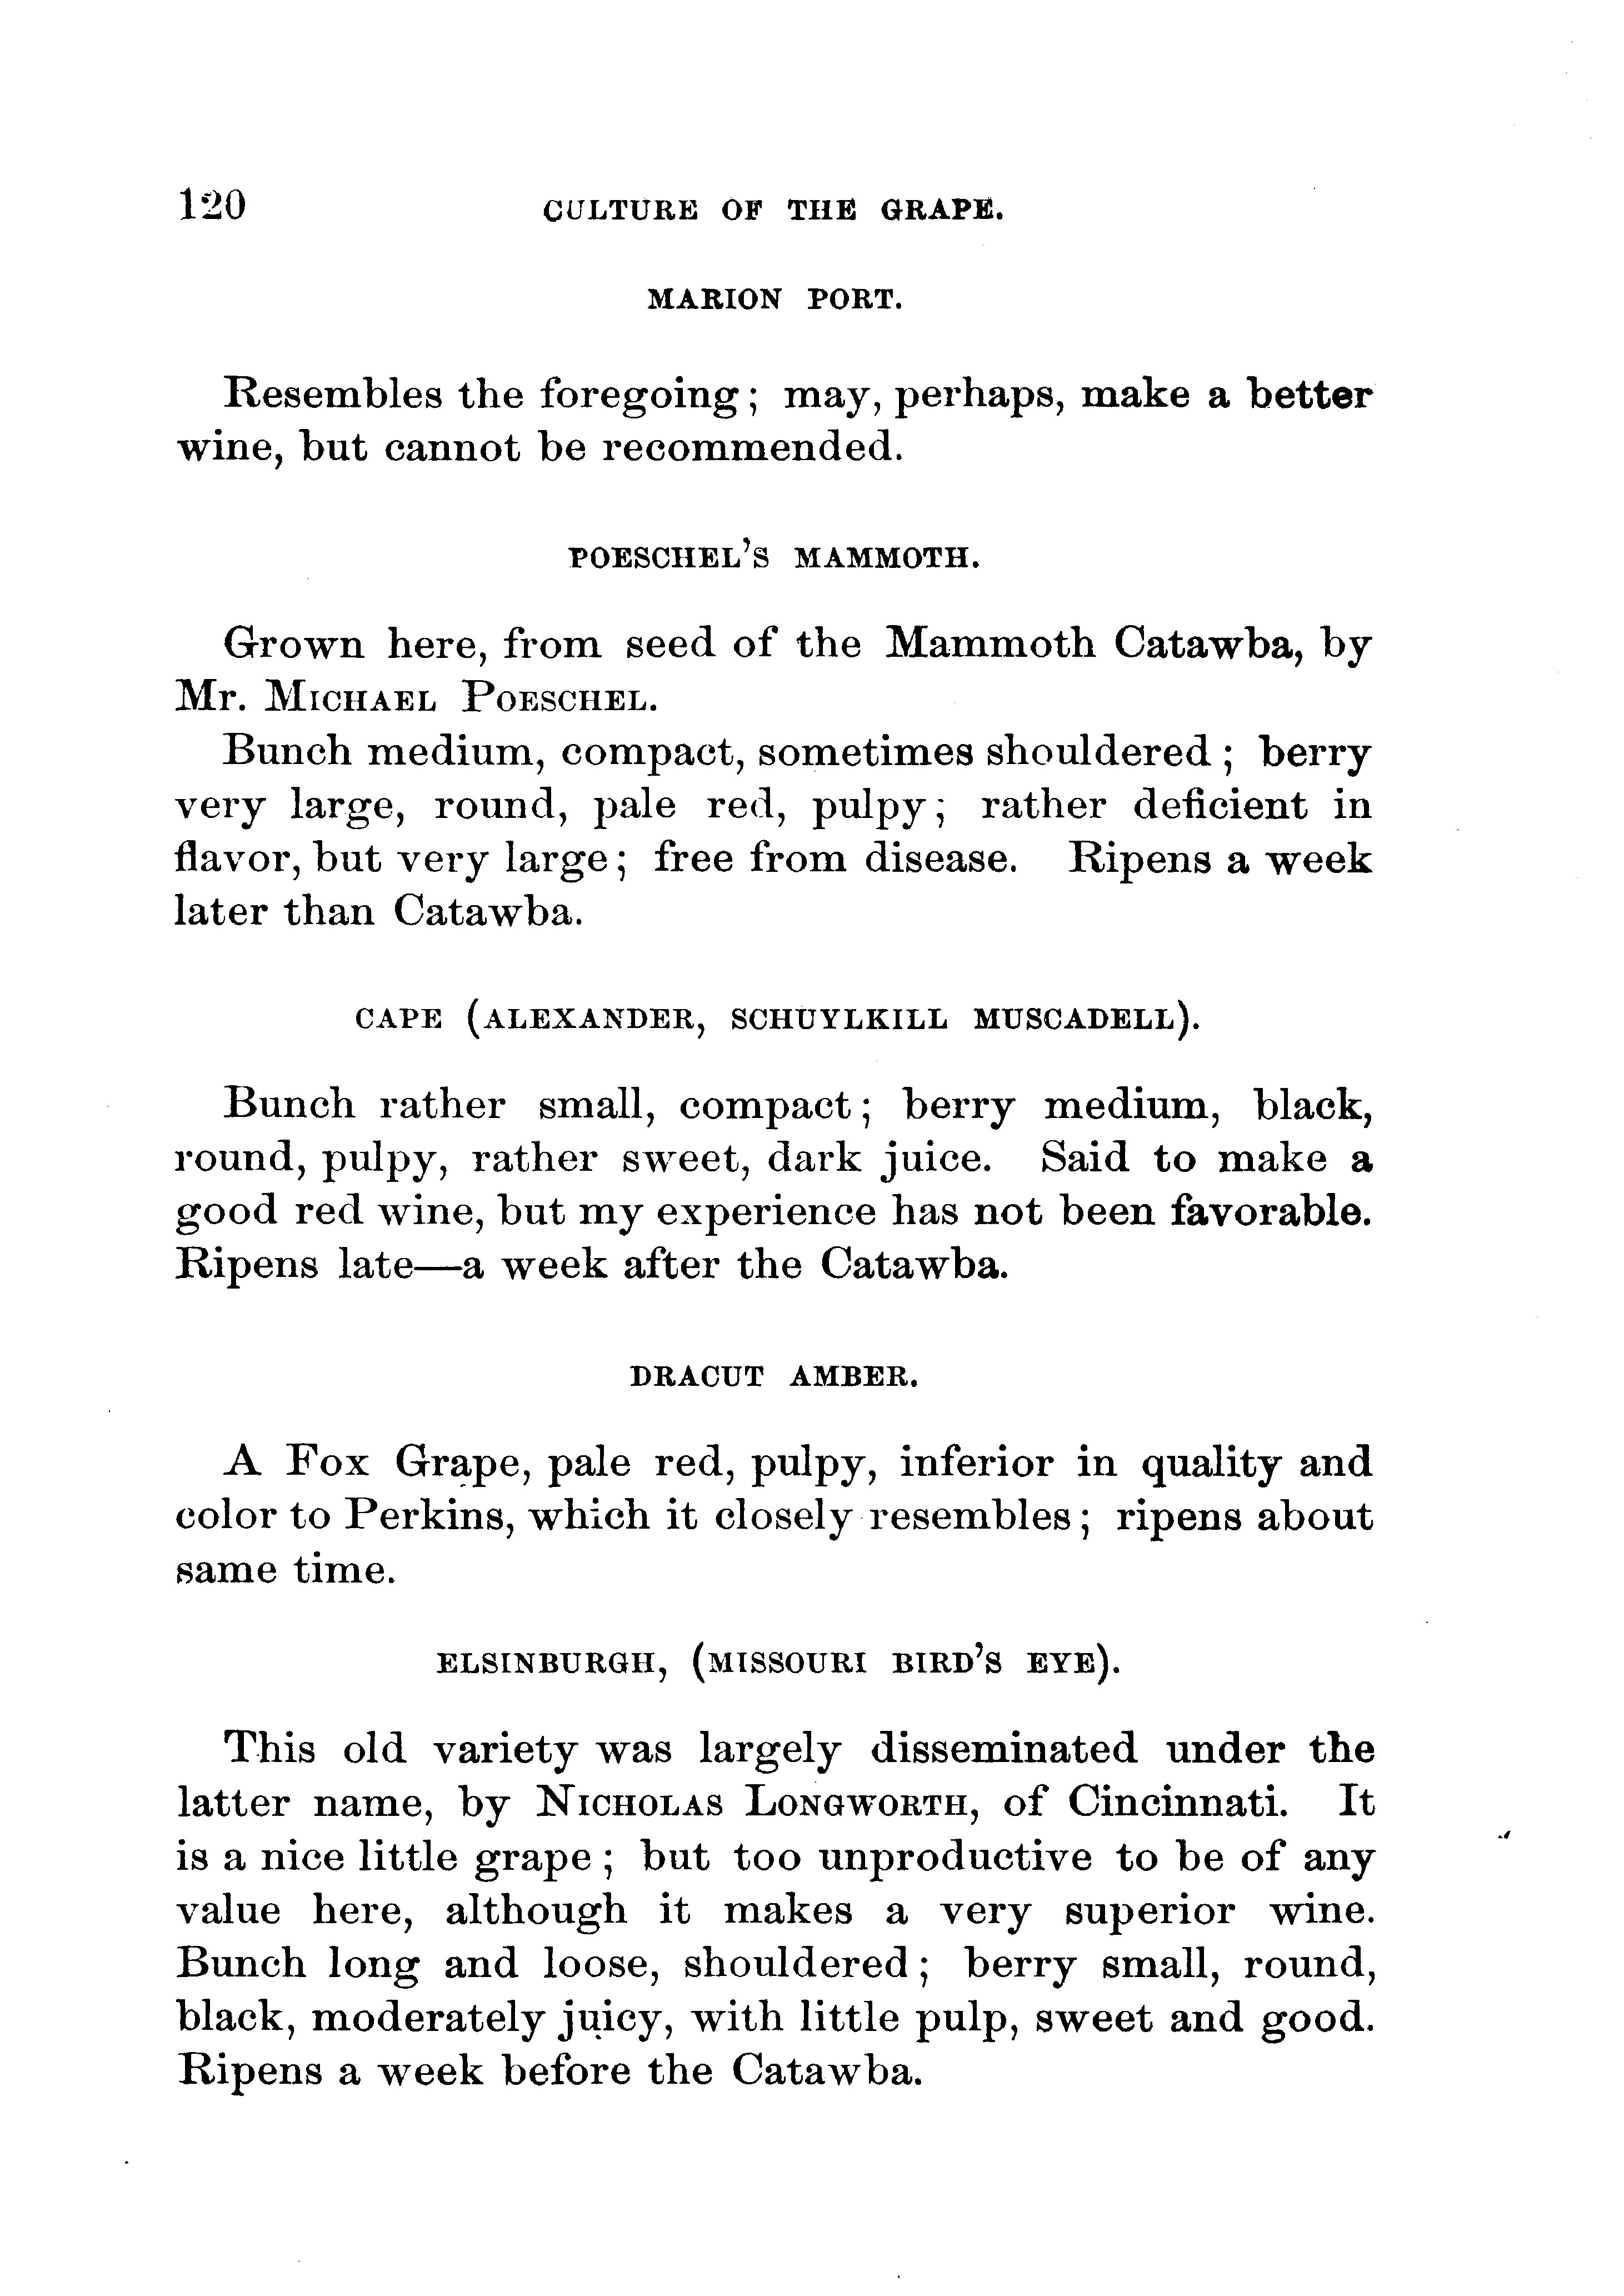 120 CULTURE OF THE GRAPE.
MARION PORT.
Resembles the foregoing; may, perhaps, make a better
wine, but cannot be recommended.
POESCHEL'S MAMMOTH.
Grown here, from seed of the Mammoth Catawba, by
Mr. MICHAEL POESCHEL.
Bunch medium, compact, sometimes shouldered; berry
very large, round, pale red, pulpy; rather deficient in
flavor, but very large; free from disease. Ripens a week
later than Catawba.
CAPE (ALEXANDER, SCHUYLKILL MUSCADELL).
Bunch rather small, compact; berry medium, black,
round, pulpy, rather sweet, dark juice. Said to make a
good red wine, but my experience has not been favorable.
Ripens late—a week after the Catawba.
DRACUT AMBER.
A Fox Grape, pale red, pulpy, inferior in quality and
color to Perkins, which it closely resembles; ripens about
same time.
ELSINBURGH, (MISSOURI BIRD'S EYE).
This old variety was largely disseminated under the
latter name, by NICHOLAS LONGWORTH, of Cincinnati. It
is a nice little grape; but too unproductive to be of any
value here, although it makes a very superior wine.
Bunch long and loose, shouldered; berry small, round,
black, moderately juicy, with little pulp, sweet and good.
Ripens a week before the Catawba.